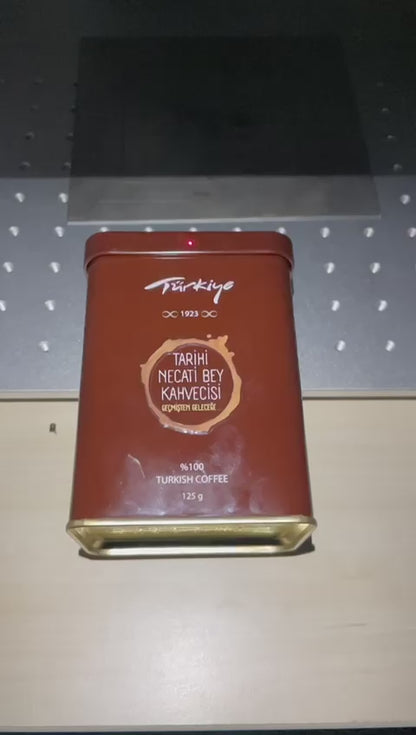 Türkiye
1923
TARİHİ
NECATİ BEY
KAHVECİSİ
GEÇMİŞTEN GELECEĞE
%100
TURKISH COFFEE
125 g